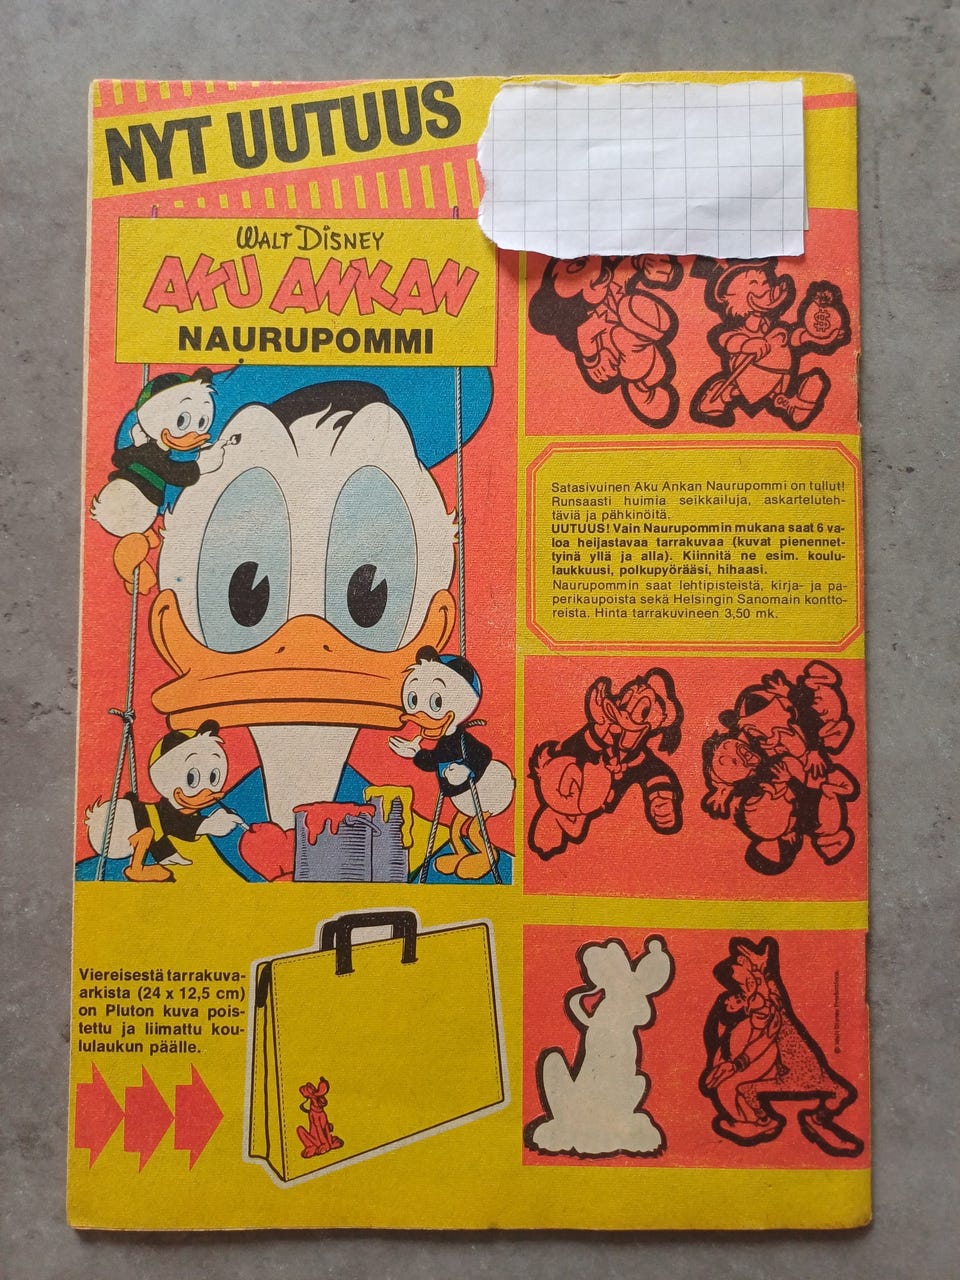 NYT UUTUUS
WALT DISNEY
AKU ANKAN
NAURUPOMMI
Satasivuinen Aku Ankan Naurupommi on tullut!
Runsaasti huimia seikkailuja, askarteluteh-
täviä ja pähkinöitä.
UUTUUS! Vain Naurupommin mukana saat 6 va-
loa heijastavaa tarrakuvaa (kuvat pienennet-
tyinä yllä ja alla). Kiinnitä ne esim. koulu-
laukkuusi, polkupyörääsi, hihaasi.
Naurupommin saat lehtipisteistä, kirja- ja pa-
perikaupoista sekä Helsingin Sanomain kontto-
reista. Hinta tarrakuvineen 3,50 mk.
Viereisestä tarrakuva-
arkista (24 x 12,5 cm)
on Pluton kuva pois-
tettu ja liimattu kou-
lulaukun päälle.
© Walt Disney Productions